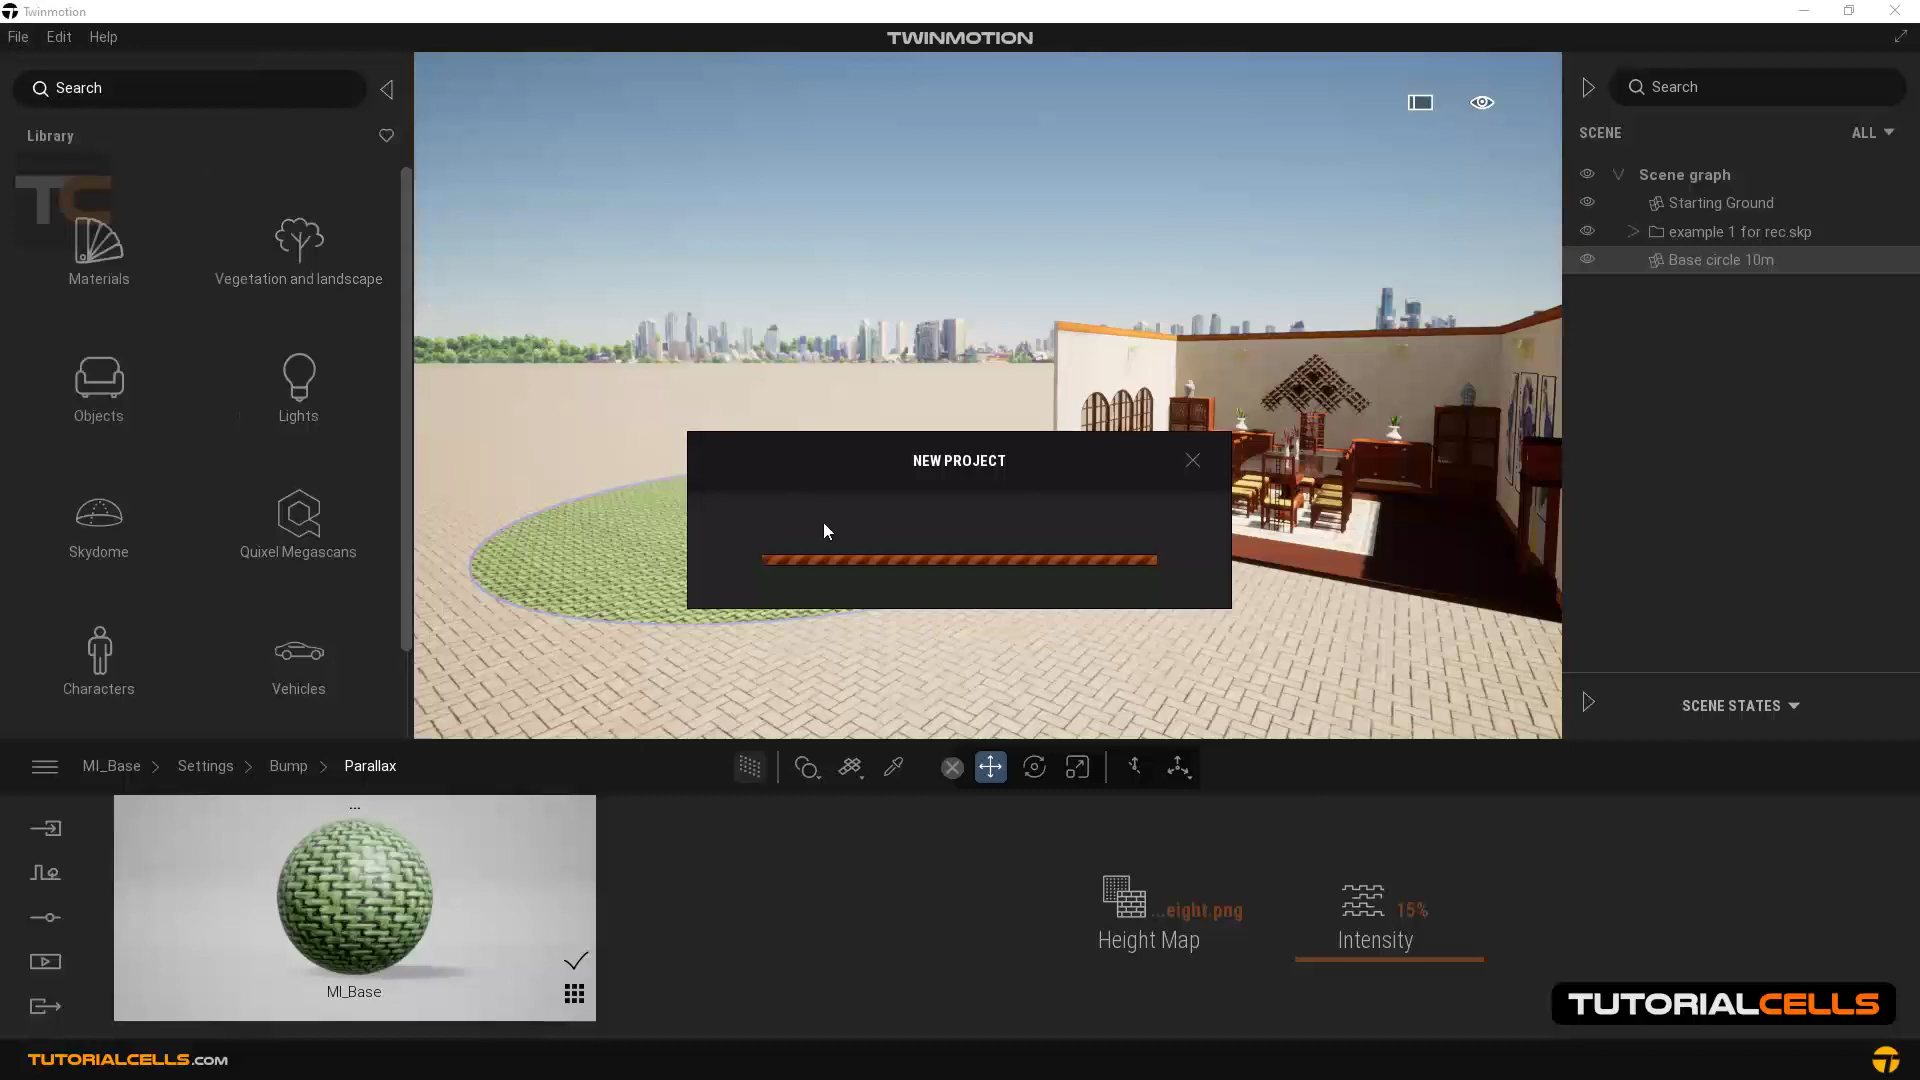 Twinmotion
File Edit Help
TWINMOTION
Search
Library
TC
Materials
Vegetation and landscape
Objects
Lights
Skydome
Quixel Megascans
Characters
Vehicles
NEW PROJECT
Search
SCENE
ALL
Scene graph
Starting Ground
example 1 for rec.skp
Base circle 10m
SCENE STATES
MI_Base > Settings > Bump > Parallax
...
MI_Base
...eight.png
Height Map
15%
Intensity
TUTORIALCELLS
TUTORIALCELLS.COM